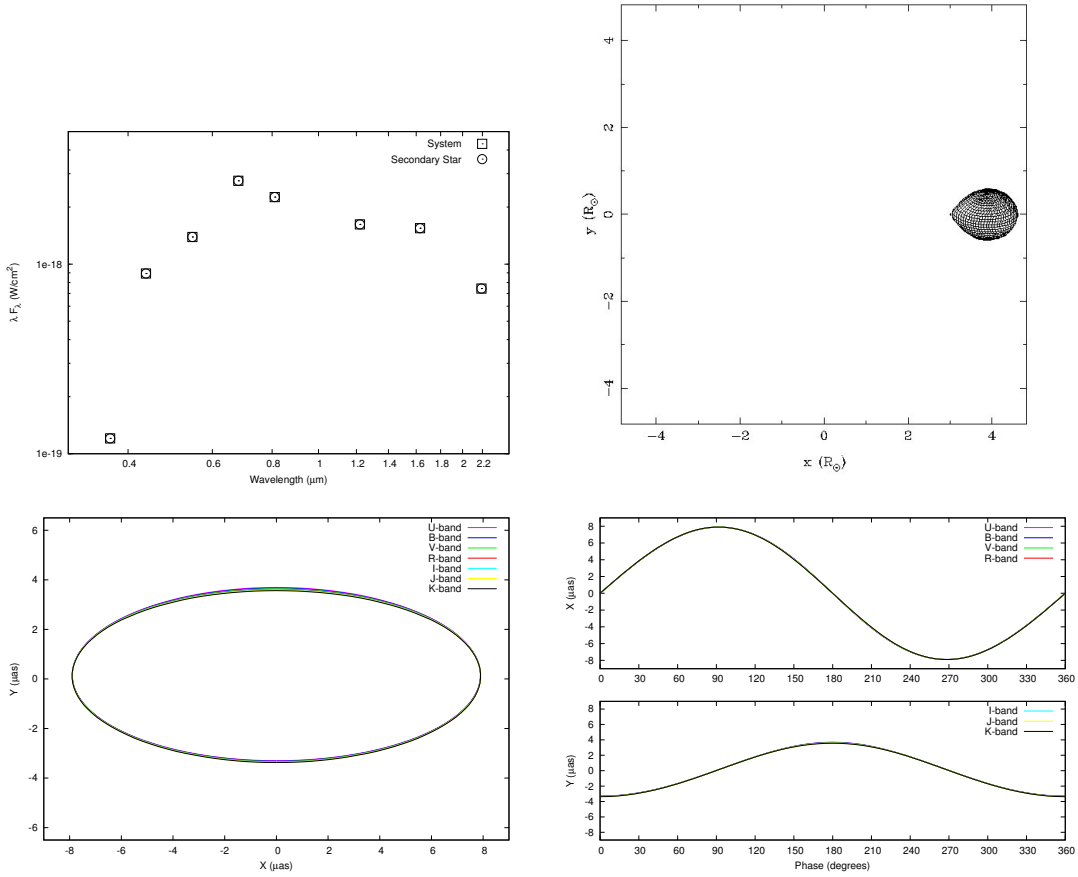 System
Secondary Star
1e-18
1e-19
λ Fλ (W/cm²)
0.4 0.6 0.8 1 1.2 1.4 1.6 1.8 2 2.2
Wavelength (μm)
4
2
0
−2
−4
y (R☉)
−4 −2 0 2 4
x (R☉)
U-band
B-band
V-band
R-band
I-band
J-band
K-band
6
4
2
0
-2
-4
-6
Y (μas)
-8 -6 -4 -2 0 2 4 6 8
X (μas)
U-band
B-band
V-band
R-band
8
6
4
2
0
-2
-4
-6
-8
X (μas)
0 30 60 90 120 150 180 210 240 270 300 330 360
I-band
J-band
K-band
8
6
4
2
0
-2
-4
-6
-8
Y (μas)
0 30 60 90 120 150 180 210 240 270 300 330 360
Phase (degrees)